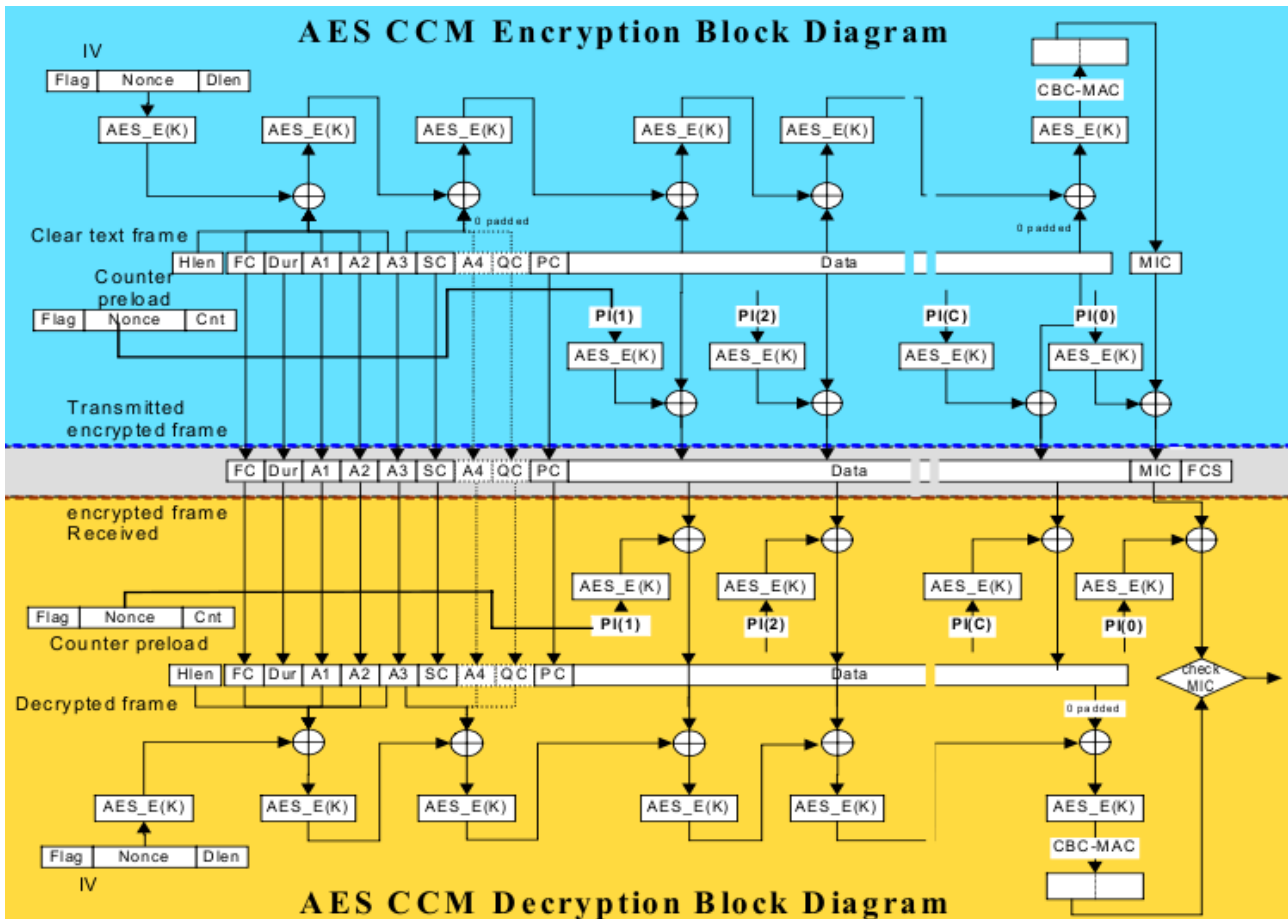 AES CCM Encryption Block Diagram
IV
Flag Nonce Dlen
CBC-MAC
AES_E(K) AES_E(K) AES_E(K) AES_E(K) AES_E(K) AES_E(K)
0 padded
0 padded
Clear text frame
Hlen FC Dur A1 A2 A3 SC A4 QC PC Data MIC
Counter
preload
Flag Nonce Cnt
PI(1) PI(2) PI(C) PI(0)
AES_E(K) AES_E(K) AES_E(K) AES_E(K)
Transmitted
encrypted frame
FC Dur A1 A2 A3 SC A4 QC PC Data MIC FCS
encrypted frame
Received
AES_E(K) AES_E(K) AES_E(K) AES_E(K)
Flag Nonce Cnt
PI(1) PI(2) PI(C) PI(0)
Counter preload
Hlen FC Dur A1 A2 A3 SC A4 QC PC Data
check
MIC
Decrypted frame
0 padded
AES_E(K) AES_E(K) AES_E(K) AES_E(K) AES_E(K) AES_E(K)
CBC-MAC
Flag Nonce Dlen
IV
AES CCM Decryption Block Diagram